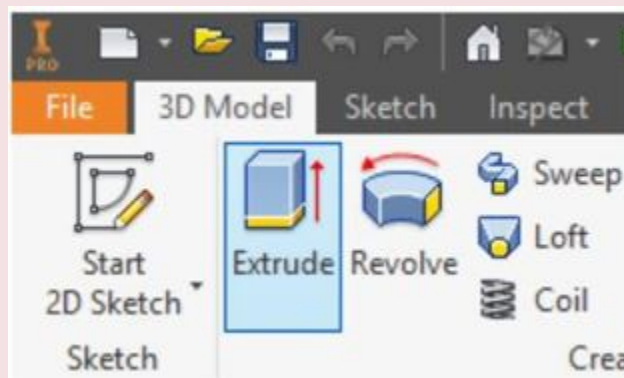 I
PRO
File 3D Model Sketch Inspect
Start
2D Sketch
Extrude Revolve
Sweep
Loft
Coil
Sketch
Crea